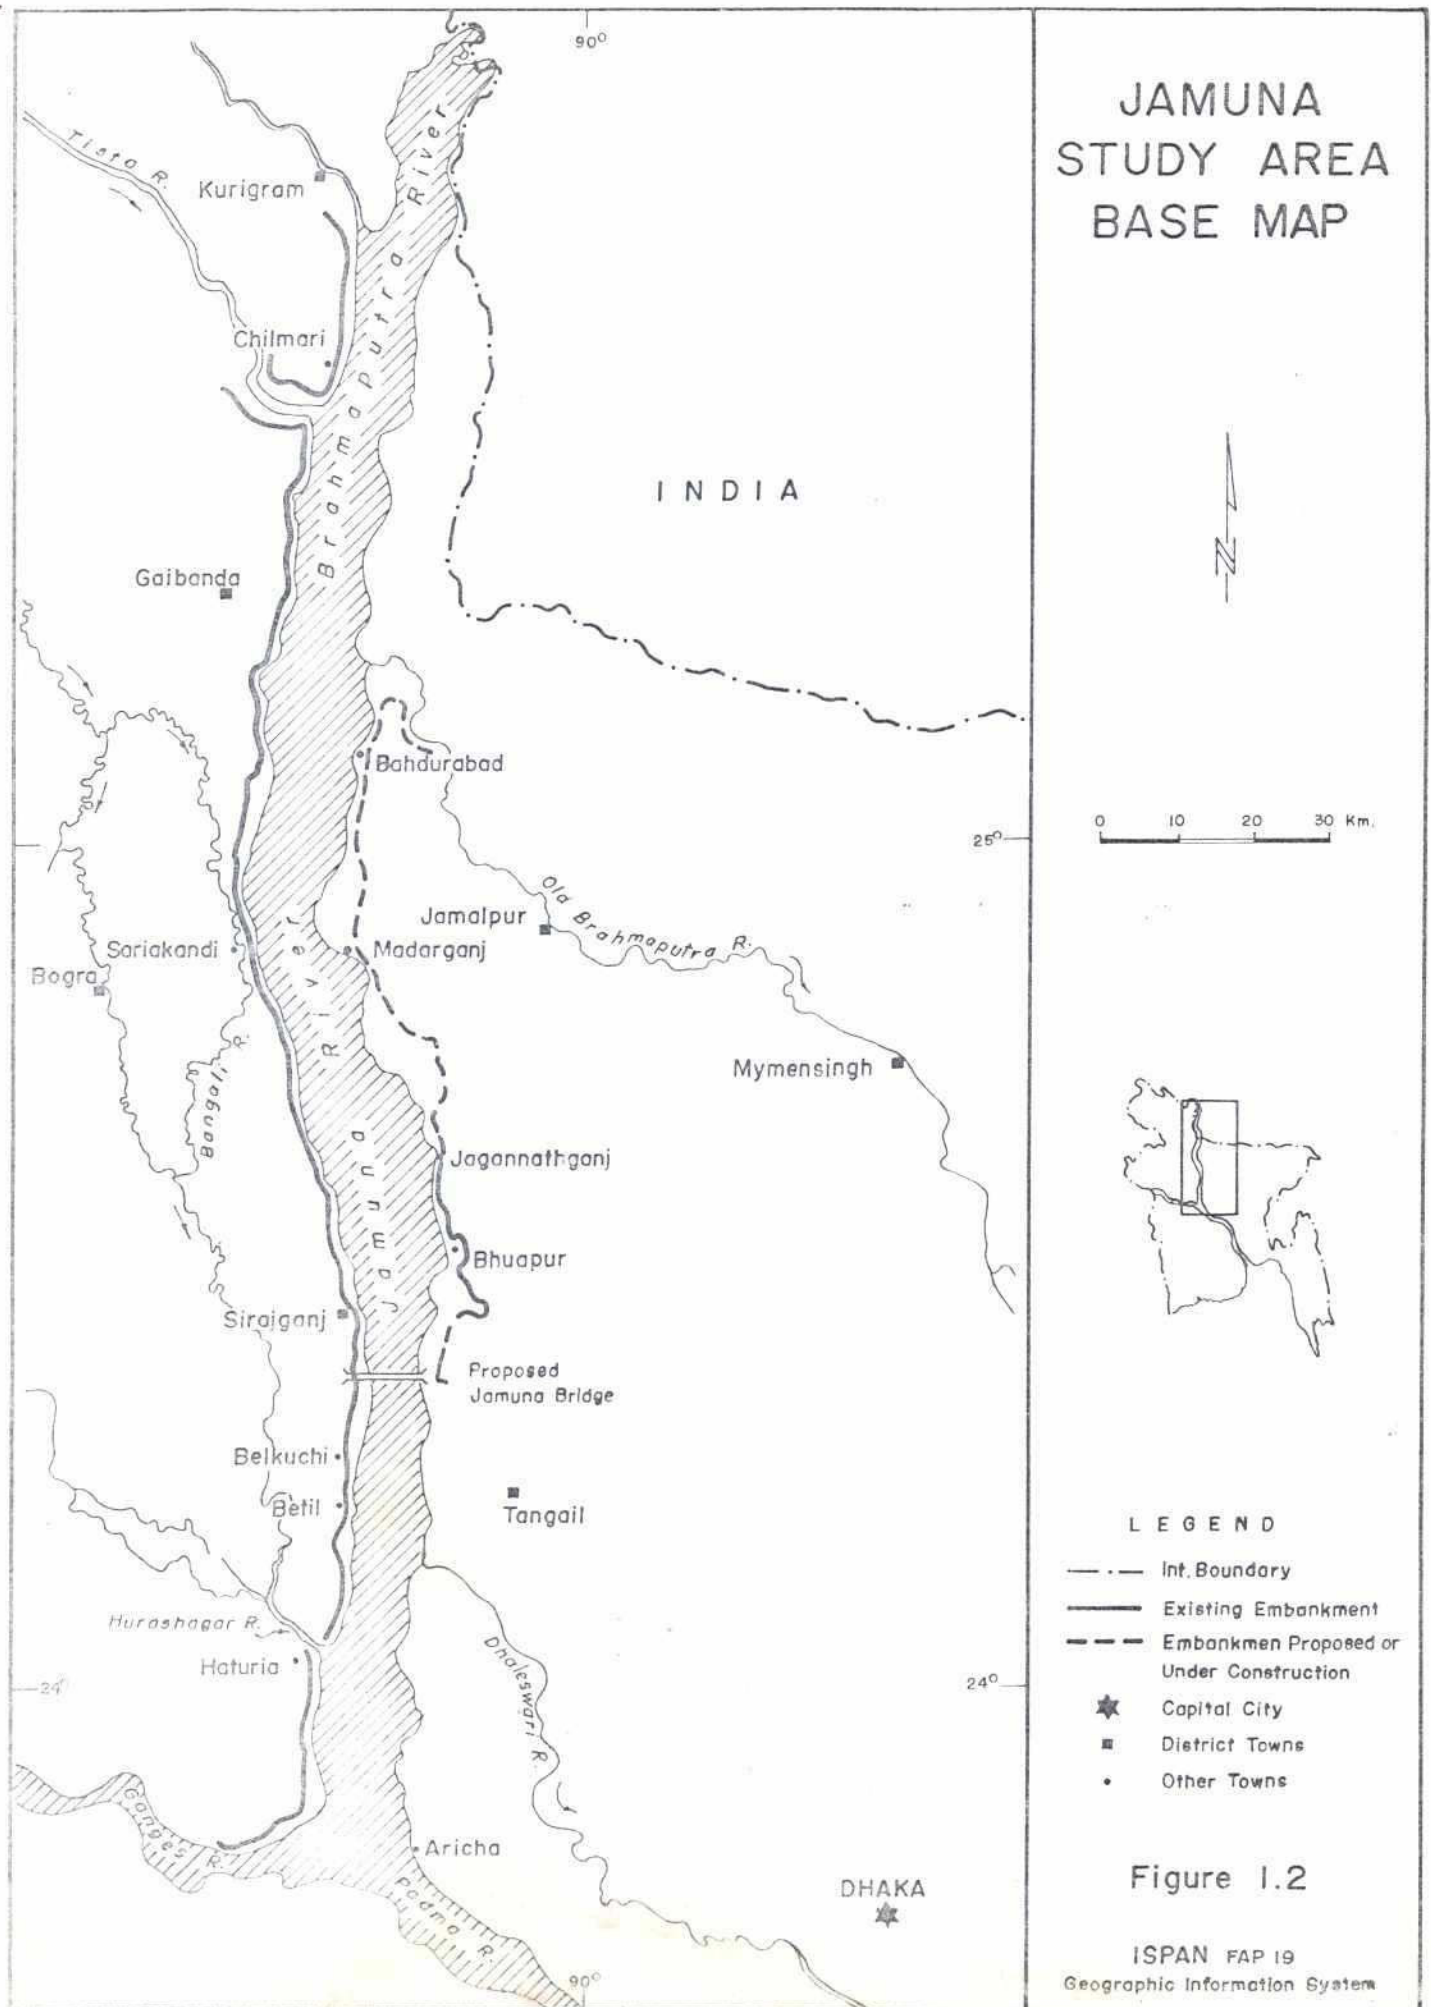 JAMUNA
STUDY AREA
BASE MAP
90°
Tista R.
Kurigram
Brahmaputra River
Chilmari
INDIA
Gaibanda
Bahdurabad
0 10 20 30 Km.
25°
Old Brahmaputra R.
Jamalpur
Sariakandi
Madarganj
Bogra
Mymensingh
Bangali R.
Jamuna River
Jagannathganj
Bhuapur
Sirajganj
Proposed
Jamuna Bridge
Belkuchi
Betil
Tangail
Hurashagar R.
Haturia
Dhaleswari R.
24°
24°
Ganges R.
Aricha
Padma R.
DHAKA
90°
N
LEGEND
Int. Boundary
Existing Embankment
Embankmen Proposed or
Under Construction
Capital City
District Towns
Other Towns
Figure 1.2
ISPAN FAP 19
Geographic Information System